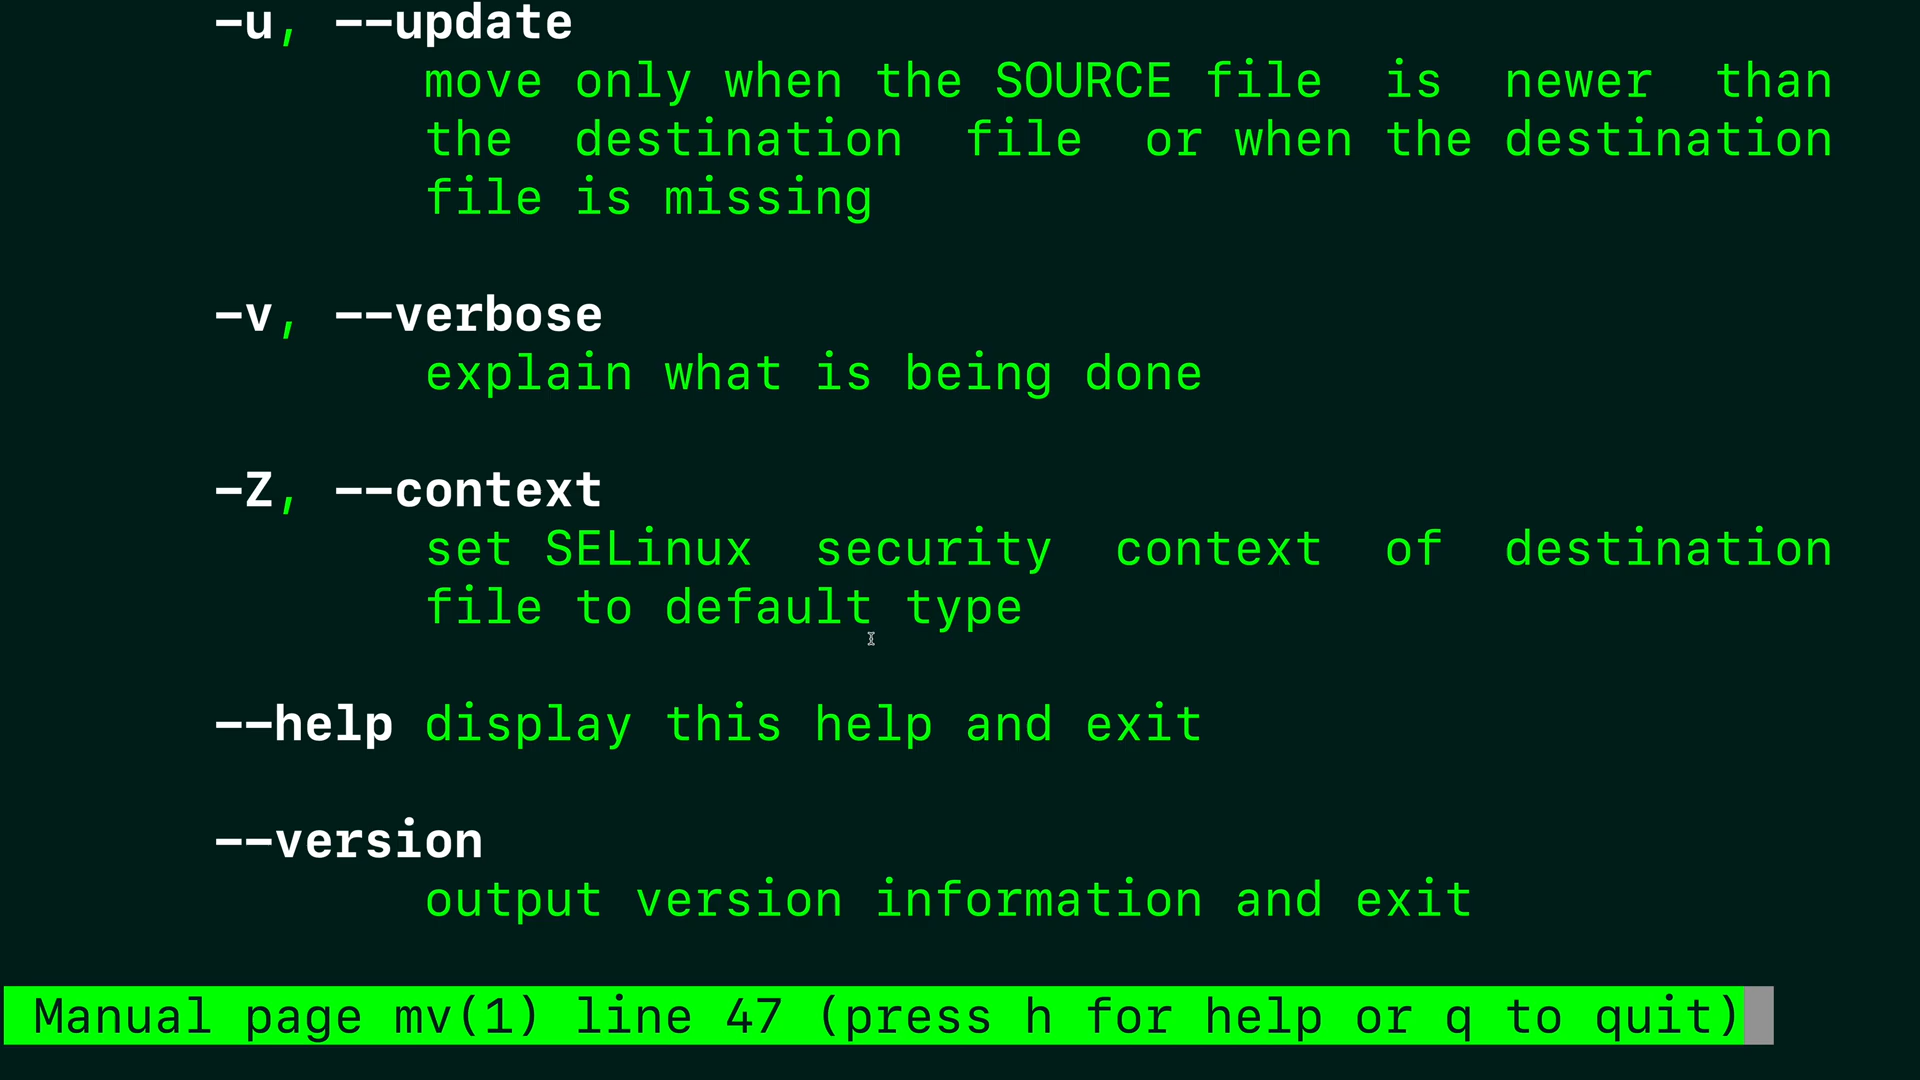 -u, --update
move only when the SOURCE file  is  newer  than
the  destination  file  or when the destination
file is missing
-v, --verbose
explain what is being done
-Z, --context
set SELinux  security  context  of  destination
file to default type
--help display this help and exit
--version
output version information and exit
Manual page mv(1) line 47 (press h for help or q to quit)